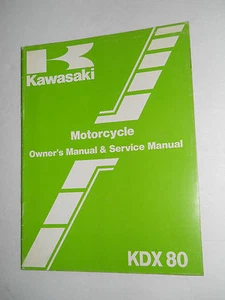 Kawasaki
Motorcycle
Owner's Manual & Service Manual
KDX 80